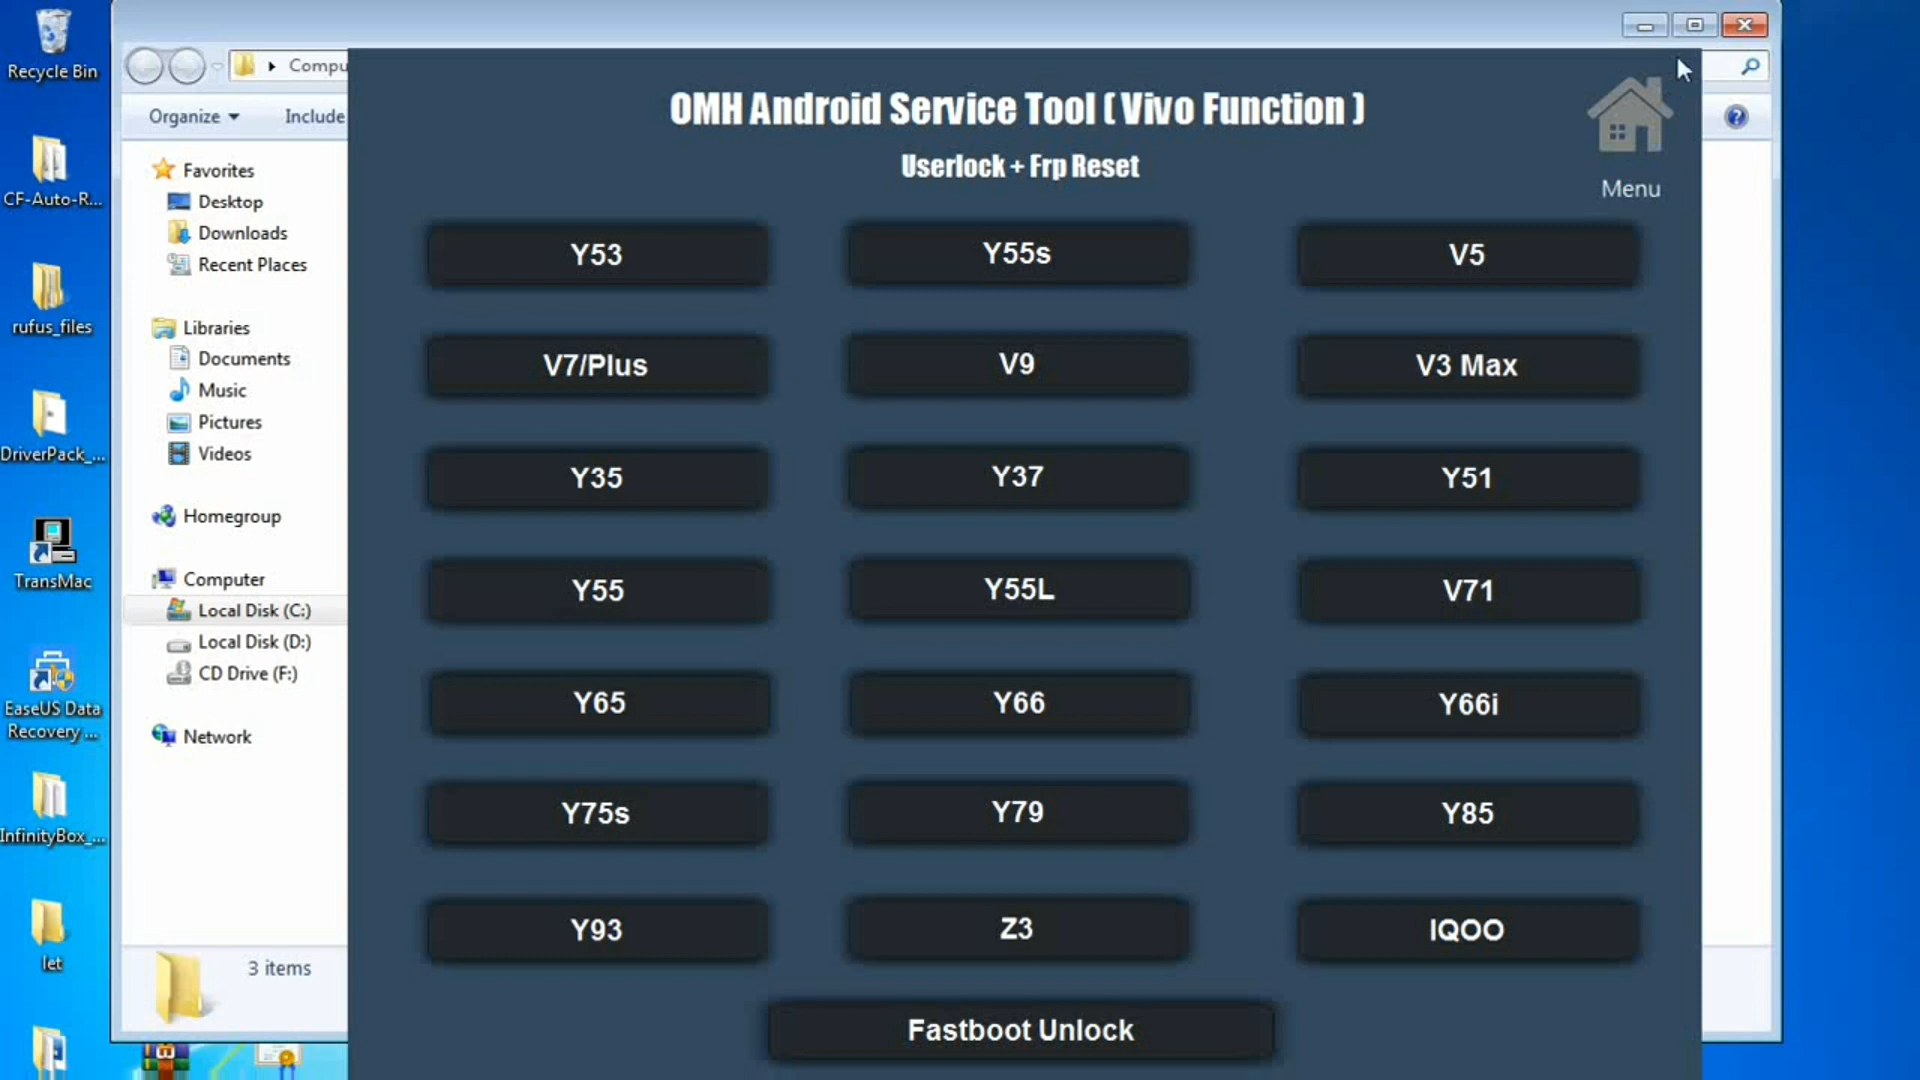 Recycle Bin
CF-Auto-R...
rufus_files
DriverPack_...
TransMac
EaseUS Data
Recovery ...
InfinityBox_...
let
Compu
Organize
Include
Favorites
Desktop
Downloads
Recent Places
Libraries
Documents
Music
Pictures
Videos
Homegroup
Computer
Local Disk (C:)
Local Disk (D:)
CD Drive (F:)
Network
3 items
OMH Android Service Tool ( Vivo Function )
Userlock + Frp Reset
Menu
Y53
Y55s
V5
V7/Plus
V9
V3 Max
Y35
Y37
Y51
Y55
Y55L
V71
Y65
Y66
Y66i
Y75s
Y79
Y85
Y93
Z3
IQOO
Fastboot Unlock